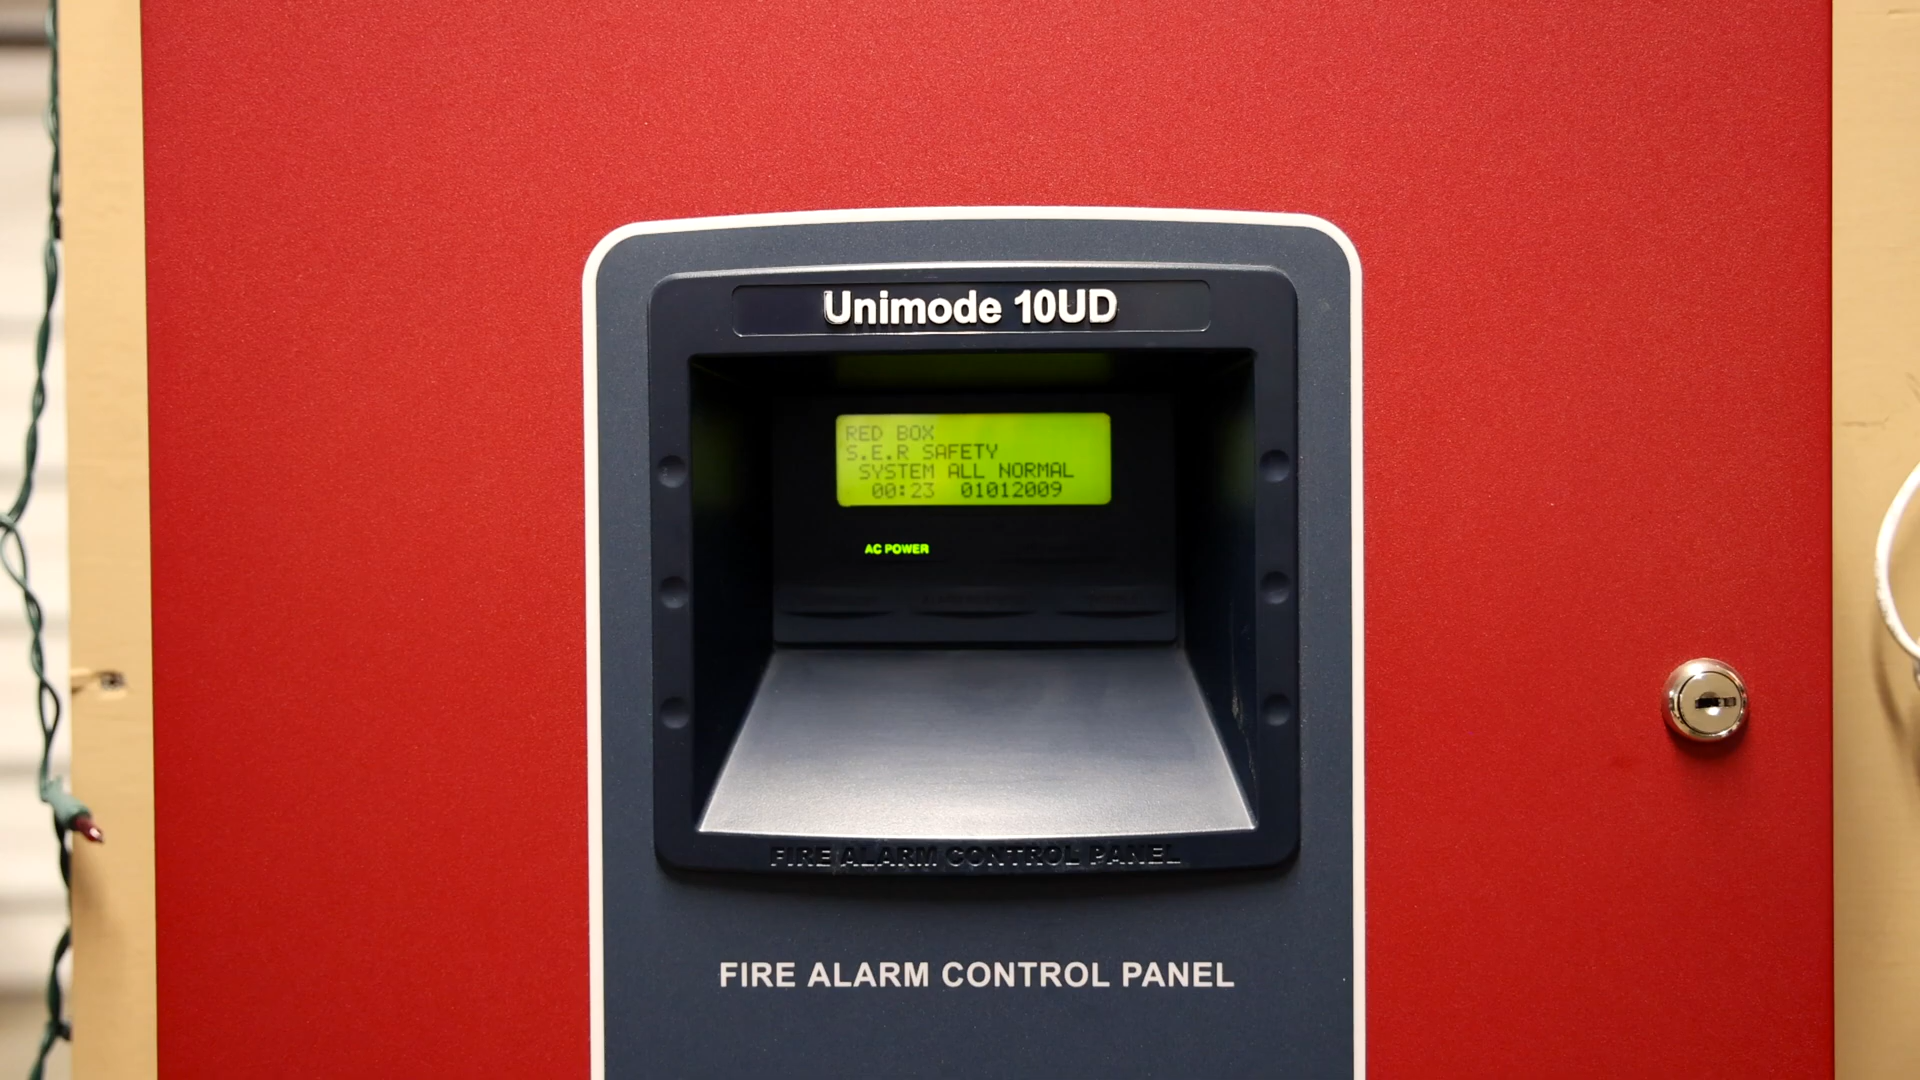 Unimode 10UD
RED BOX
S.E.R SAFETY
SYSTEM ALL NORMAL
00:23 01012009
AC POWER
FIRE ALARM CONTROL PANEL
FIRE ALARM CONTROL PANEL